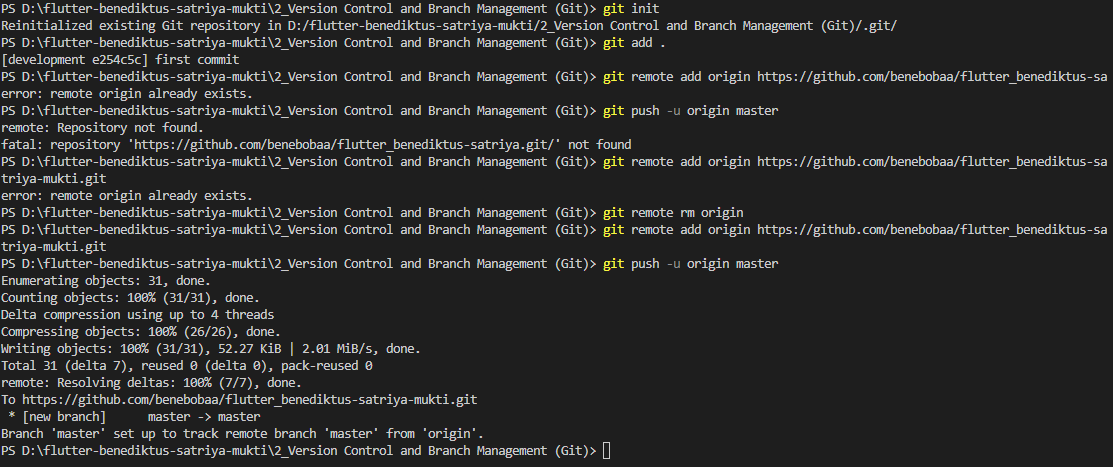 PS D:\flutter-benediktus-satriya-mukti\2_Version Control and Branch Management (Git)> git init
Reinitialized existing Git repository in D:/flutter-benediktus-satriya-mukti/2_Version Control and Branch Management (Git)/.git/
PS D:\flutter-benediktus-satriya-mukti\2_Version Control and Branch Management (Git)> git add .
[development e254c5c] first commit
PS D:\flutter-benediktus-satriya-mukti\2_Version Control and Branch Management (Git)> git remote add origin https://github.com/benebobaa/flutter_benediktus-sa
error: remote origin already exists.
PS D:\flutter-benediktus-satriya-mukti\2_Version Control and Branch Management (Git)> git push -u origin master
remote: Repository not found.
fatal: repository 'https://github.com/benebobaa/flutter_benediktus-satriya.git/' not found
PS D:\flutter-benediktus-satriya-mukti\2_Version Control and Branch Management (Git)> git remote add origin https://github.com/benebobaa/flutter_benediktus-sa
triya-mukti.git
error: remote origin already exists.
PS D:\flutter-benediktus-satriya-mukti\2_Version Control and Branch Management (Git)> git remote rm origin
PS D:\flutter-benediktus-satriya-mukti\2_Version Control and Branch Management (Git)> git remote add origin https://github.com/benebobaa/flutter_benediktus-sa
triya-mukti.git
PS D:\flutter-benediktus-satriya-mukti\2_Version Control and Branch Management (Git)> git push -u origin master
Enumerating objects: 31, done.
Counting objects: 100% (31/31), done.
Delta compression using up to 4 threads
Compressing objects: 100% (26/26), done.
Writing objects: 100% (31/31), 52.27 KiB | 2.01 MiB/s, done.
Total 31 (delta 7), reused 0 (delta 0), pack-reused 0
remote: Resolving deltas: 100% (7/7), done.
To https://github.com/benebobaa/flutter_benediktus-satriya-mukti.git
 * [new branch]      master -> master
Branch 'master' set up to track remote branch 'master' from 'origin'.
PS D:\flutter-benediktus-satriya-mukti\2_Version Control and Branch Management (Git)>